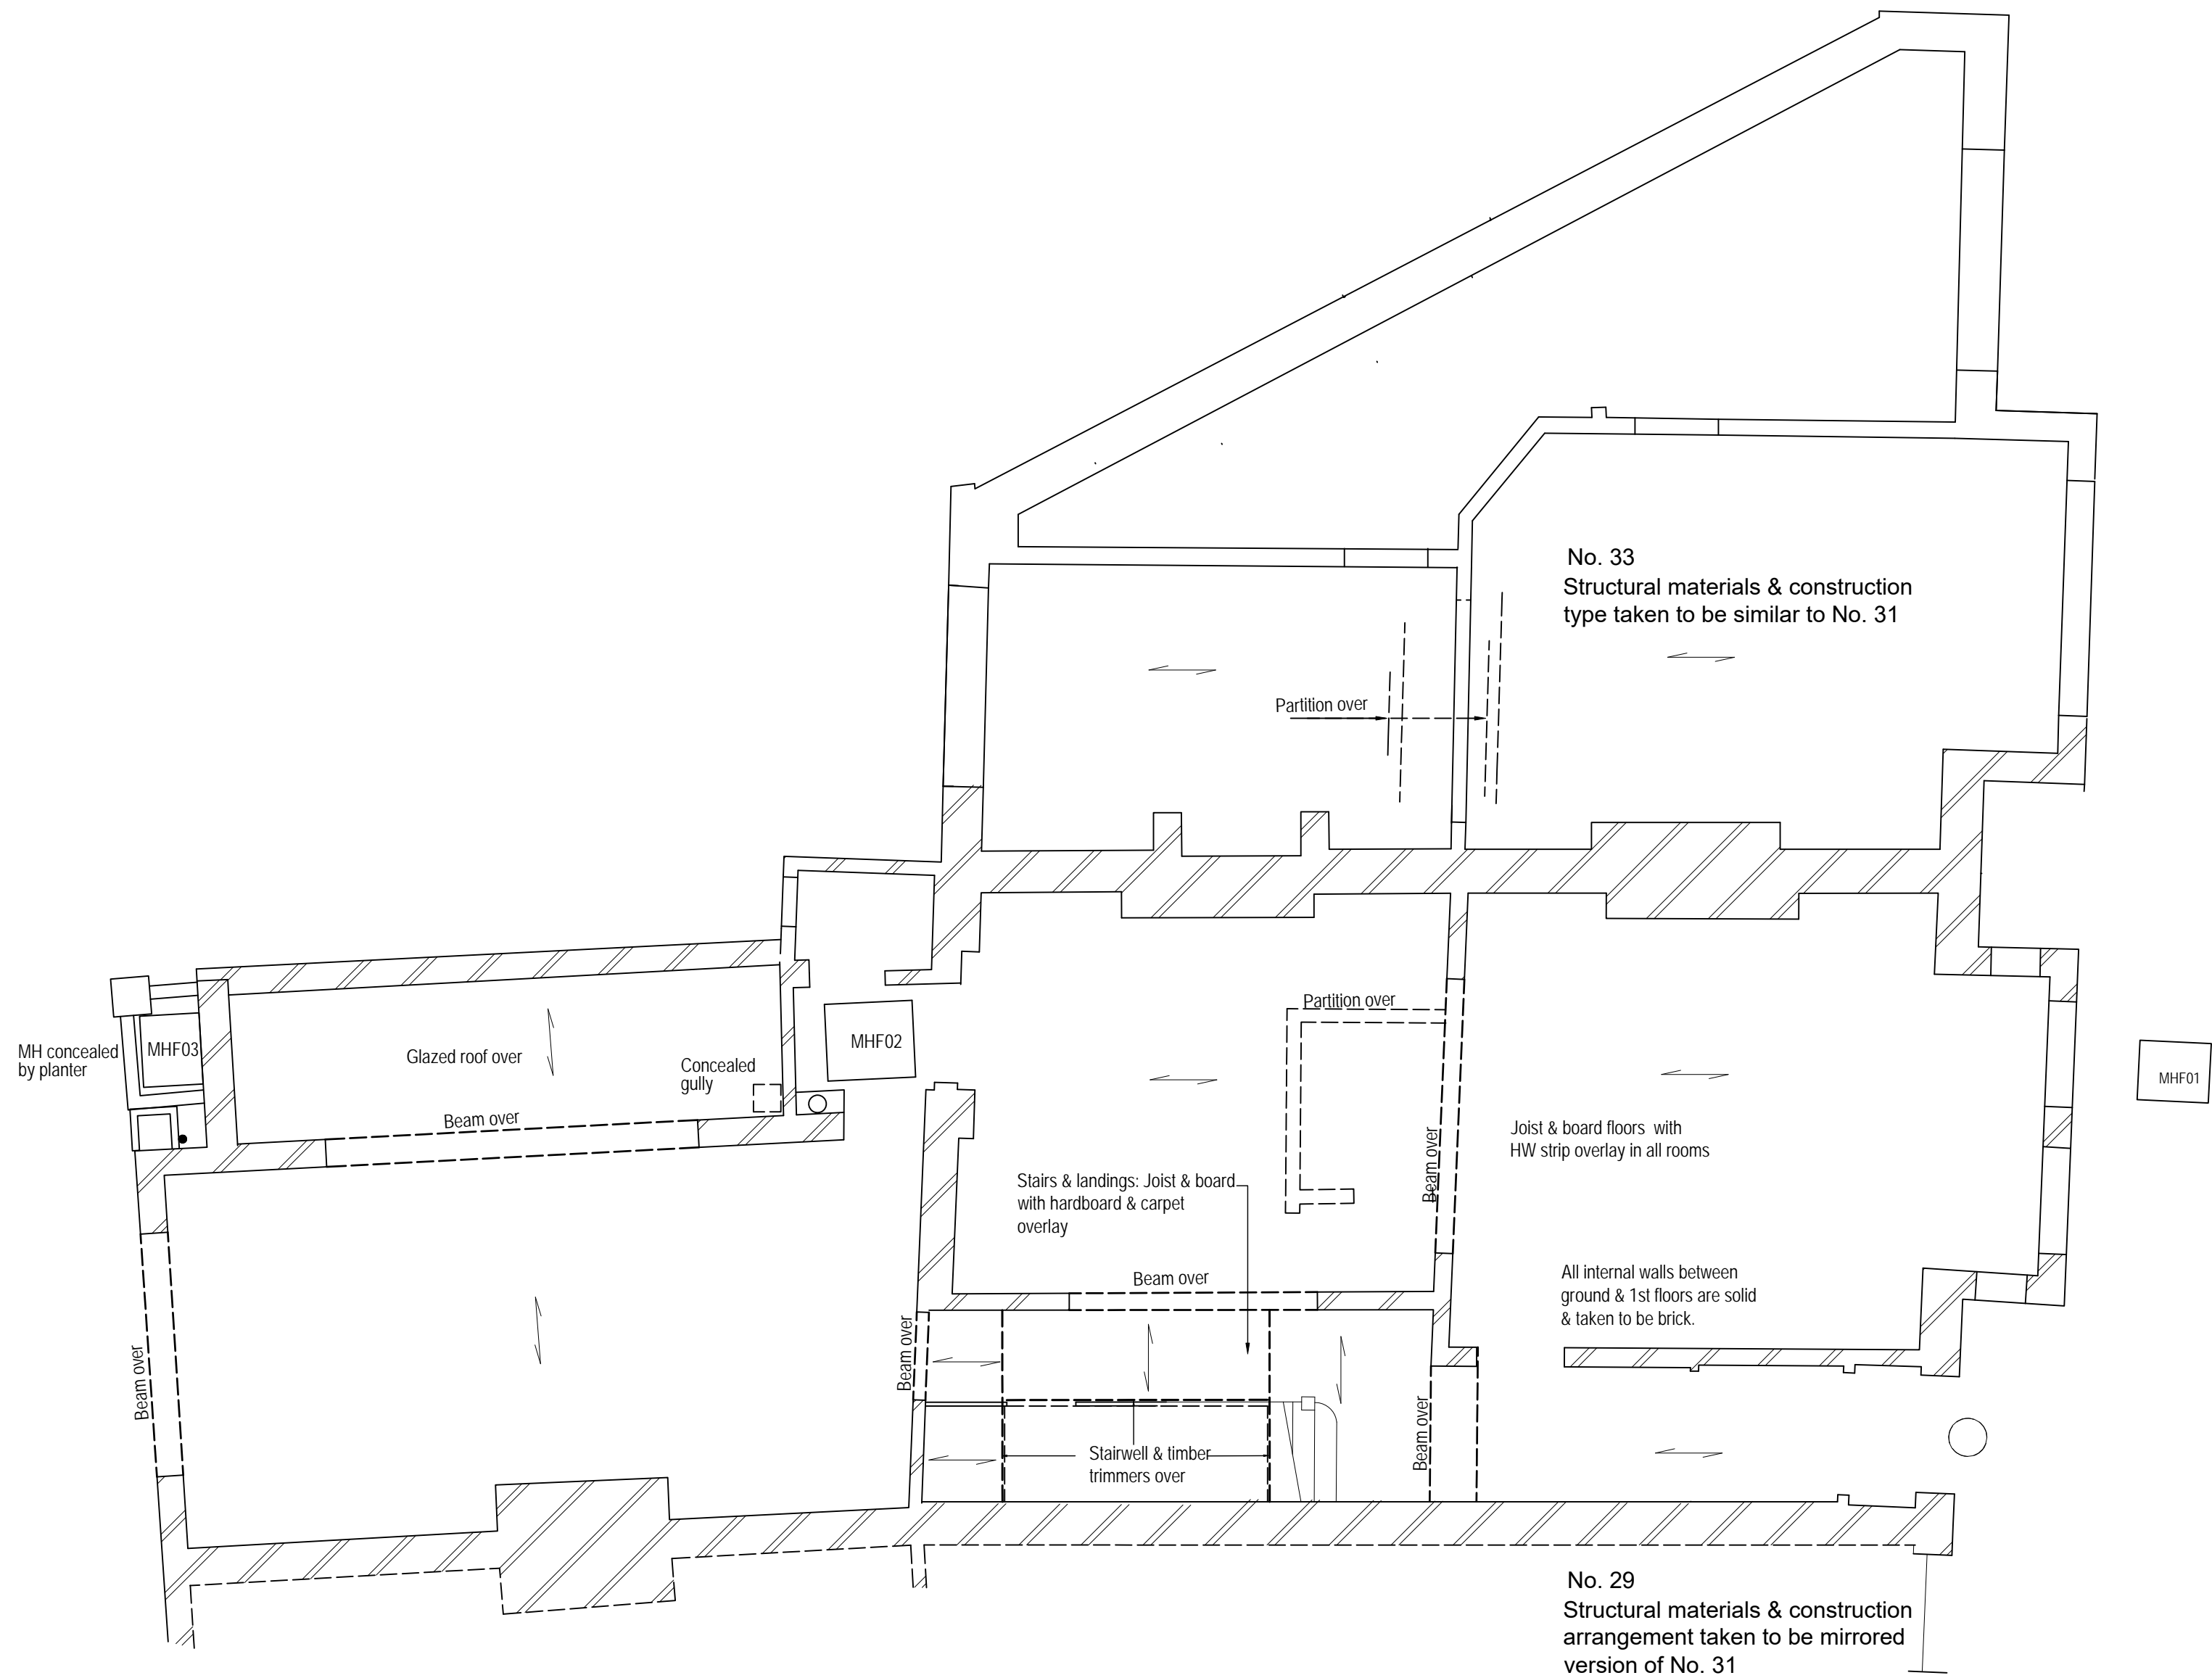 No. 33
Structural materials & construction
type taken to be similar to No. 31
Partition over
Partition over
MH concealed
by planter
MHF03
Glazed roof over
Concealed
gully
MHF02
MHF01
Beam over
Beam over
Joist & board floors with
HW strip overlay in all rooms
Stairs & landings: Joist & board
with hardboard & carpet
overlay
All internal walls between
ground & 1st floors are solid
& taken to be brick.
Beam over
Beam over
Beam over
Beam over
Stairwell & timber
trimmers over
No. 29
Structural materials & construction
arrangement taken to be mirrored
version of No. 31